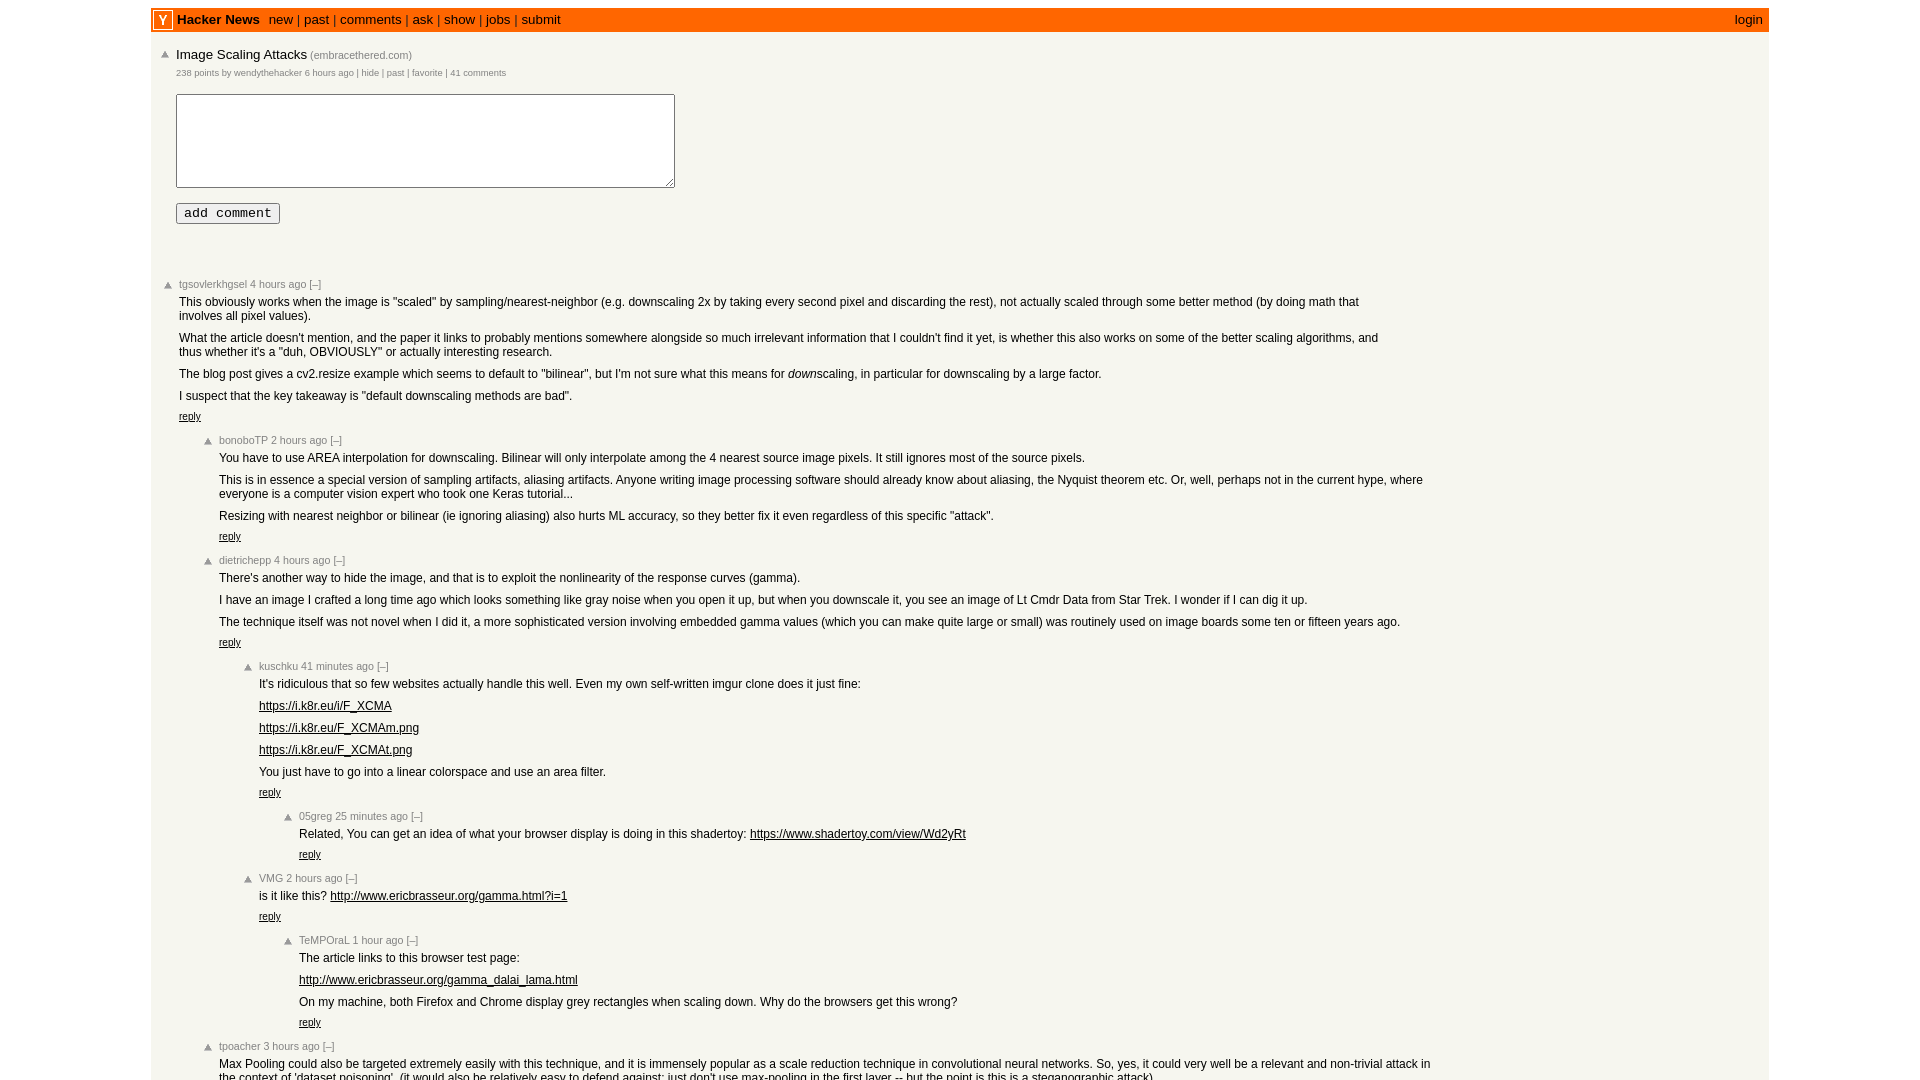 Y Hacker News new | past | comments | ask | show | jobs | submit login
Image Scaling Attacks (embracethered.com)
238 points by wendythehacker 6 hours ago | hide | past | favorite | 41 comments
add comment
tgsovlerkhgsel 4 hours ago [–]
This obviously works when the image is "scaled" by sampling/nearest-neighbor (e.g. downscaling 2x by taking every second pixel and discarding the rest), not actually scaled through some better method (by doing math that
involves all pixel values).
What the article doesn't mention, and the paper it links to probably mentions somewhere alongside so much irrelevant information that I couldn't find it yet, is whether this also works on some of the better scaling algorithms, and
thus whether it's a "duh, OBVIOUSLY" or actually interesting research.
The blog post gives a cv2.resize example which seems to default to "bilinear", but I'm not sure what this means for downscaling, in particular for downscaling by a large factor.
I suspect that the key takeaway is "default downscaling methods are bad".
reply
bonoboTP 2 hours ago [–]
You have to use AREA interpolation for downscaling. Bilinear will only interpolate among the 4 nearest source image pixels. It still ignores most of the source pixels.
This is in essence a special version of sampling artifacts, aliasing artifacts. Anyone writing image processing software should already know about aliasing, the Nyquist theorem etc. Or, well, perhaps not in the current hype, where
everyone is a computer vision expert who took one Keras tutorial...
Resizing with nearest neighbor or bilinear (ie ignoring aliasing) also hurts ML accuracy, so they better fix it even regardless of this specific "attack".
reply
dietrichepp 4 hours ago [–]
There's another way to hide the image, and that is to exploit the nonlinearity of the response curves (gamma).
I have an image I crafted a long time ago which looks something like gray noise when you open it up, but when you downscale it, you see an image of Lt Cmdr Data from Star Trek. I wonder if I can dig it up.
The technique itself was not novel when I did it, a more sophisticated version involving embedded gamma values (which you can make quite large or small) was routinely used on image boards some ten or fifteen years ago.
reply
kuschku 41 minutes ago [–]
It's ridiculous that so few websites actually handle this well. Even my own self-written imgur clone does it just fine:
https://i.k8r.eu/i/F_XCMA
https://i.k8r.eu/F_XCMAm.png
https://i.k8r.eu/F_XCMAt.png
You just have to go into a linear colorspace and use an area filter.
reply
05greg 25 minutes ago [–]
Related, You can get an idea of what your browser display is doing in this shadertoy: https://www.shadertoy.com/view/Wd2yRt
reply
VMG 2 hours ago [–]
is it like this? http://www.ericbrasseur.org/gamma.html?i=1
reply
TeMPOraL 1 hour ago [–]
The article links to this browser test page:
http://www.ericbrasseur.org/gamma_dalai_lama.html
On my machine, both Firefox and Chrome display grey rectangles when scaling down. Why do the browsers get this wrong?
reply
tpoacher 3 hours ago [–]
Max Pooling could also be targeted extremely easily with this technique, and it is immensely popular as a scale reduction technique in convolutional neural networks. So, yes, it could very well be a relevant and non-trivial attack in
the context of 'dataset poisoning'. (it would also be relatively easy to defend against; just don't use max-pooling in the first layer -- but the point is this is a steganographic attack)